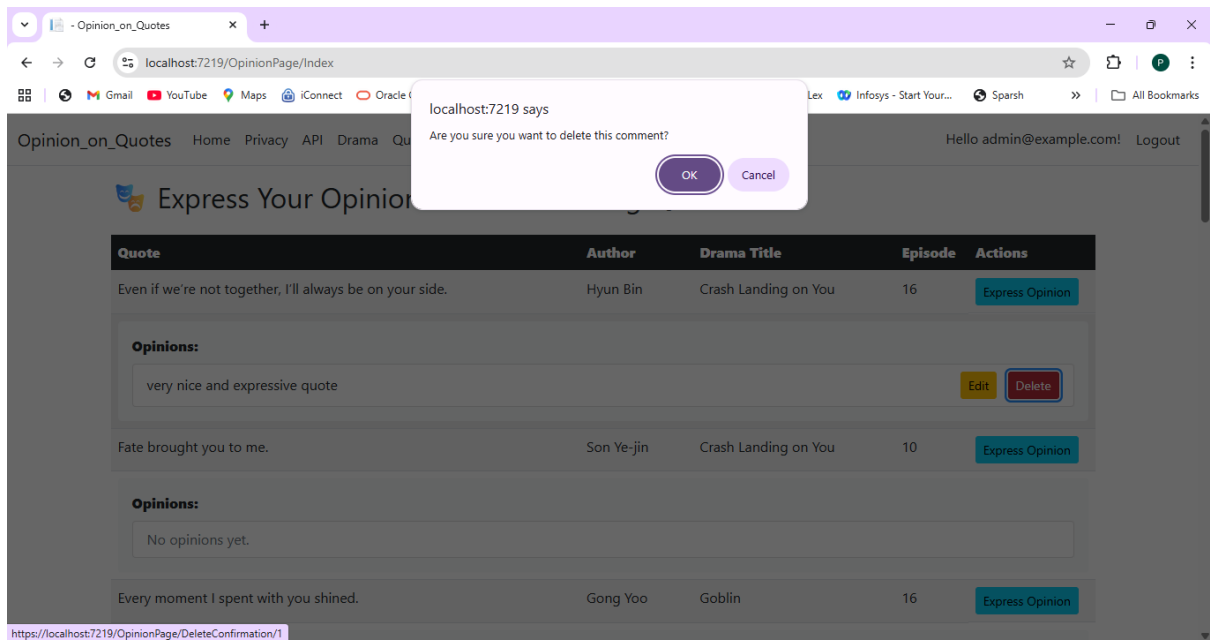 - Opinion_on_Quotes
localhost:7219/OpinionPage/Index
Gmail YouTube Maps iConnect Oracle Lex Infosys - Start Your... Sparsh » All Bookmarks
localhost:7219 says
Are you sure you want to delete this comment?
OK Cancel
Opinion_on_Quotes Home Privacy API Drama Qu Hello admin@example.com! Logout
Express Your Opinion
Quote Author Drama Title Episode Actions
Even if we're not together, I'll always be on your side. Hyun Bin Crash Landing on You 16 Express Opinion
Opinions:
very nice and expressive quote Edit Delete
Fate brought you to me. Son Ye-jin Crash Landing on You 10 Express Opinion
Opinions:
No opinions yet.
Every moment I spent with you shined. Gong Yoo Goblin 16 Express Opinion
https://localhost:7219/OpinionPage/DeleteConfirmation/1